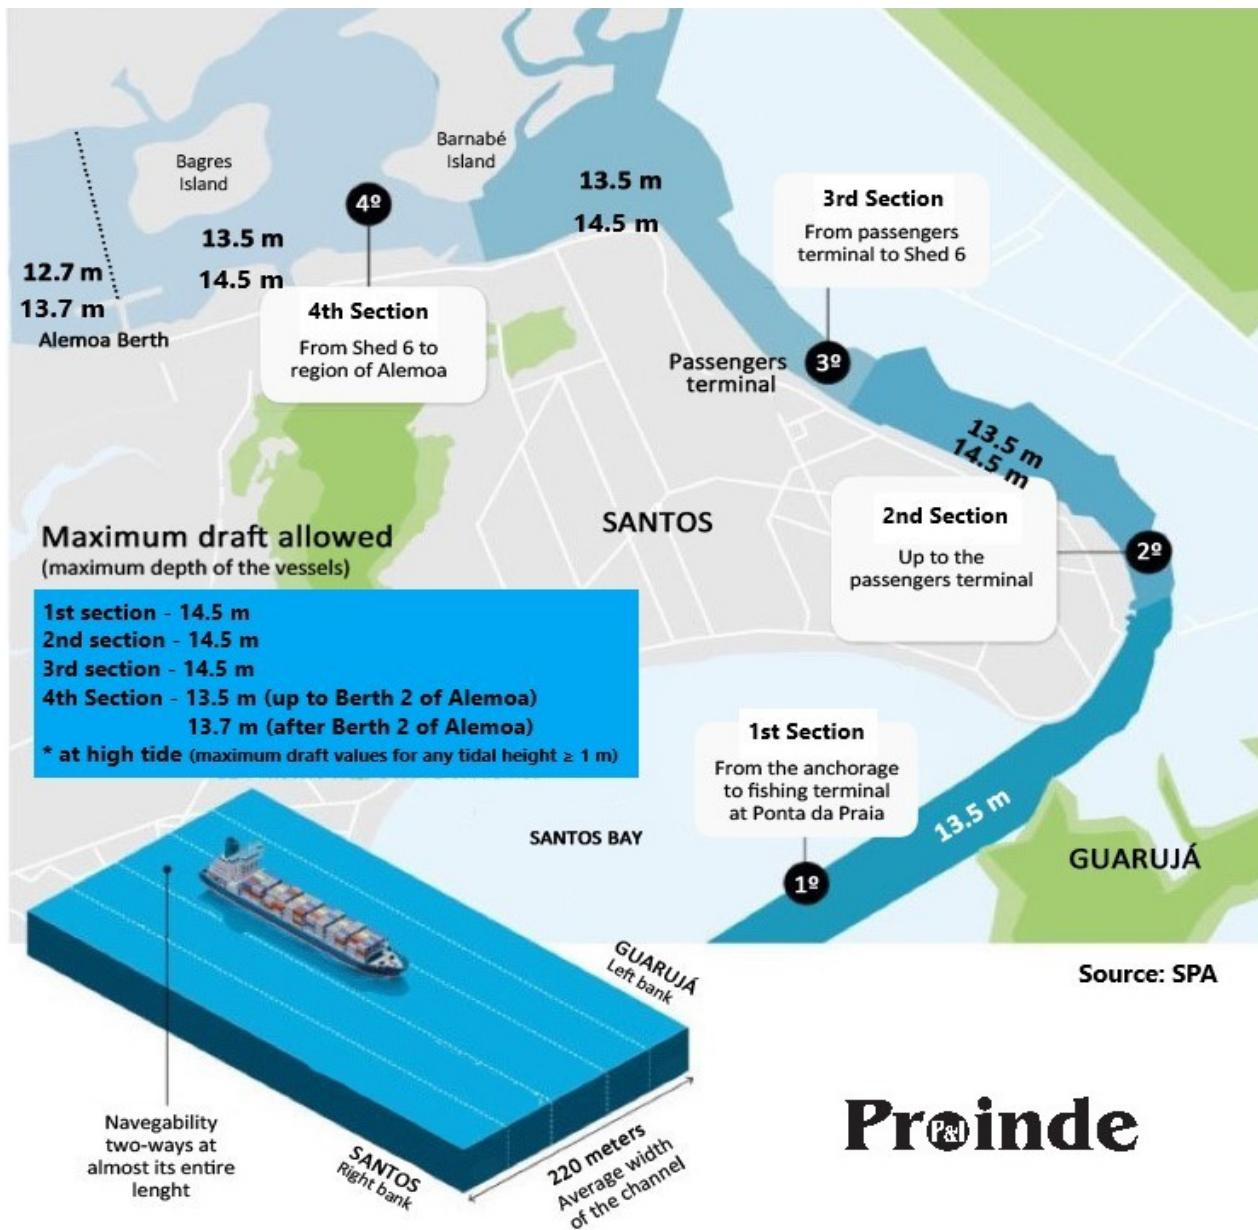 Bagres
Island
Barnabé
Island
4º
13.5 m
14.5 m
13.5 m
14.5 m
12.7 m
13.7 m
Alemoa Berth
4th Section
From Shed 6 to
region of Alemoa
3rd Section
From passengers
terminal to Shed 6
3º
Passengers
terminal
13.5 m
14.5 m
SANTOS
2nd Section
Up to the
passengers terminal
2º
Maximum draft allowed
(maximum depth of the vessels)
1st section - 14.5 m
2nd section - 14.5 m
3rd section - 14.5 m
4th Section - 13.5 m (up to Berth 2 of Alemoa)
13.7 m (after Berth 2 of Alemoa)
* at high tide (maximum draft values for any tidal height ≥ 1 m)
1st Section
From the anchorage
to fishing terminal
at Ponta da Praia
13.5 m
1º
SANTOS BAY
GUARUJÁ
GUARUJÁ
Left bank
Source: SPA
Navegability
two-ways at
almost its entire
lenght
SANTOS
Right bank
220 meters
Average width
of the channel
Proinde
P&I